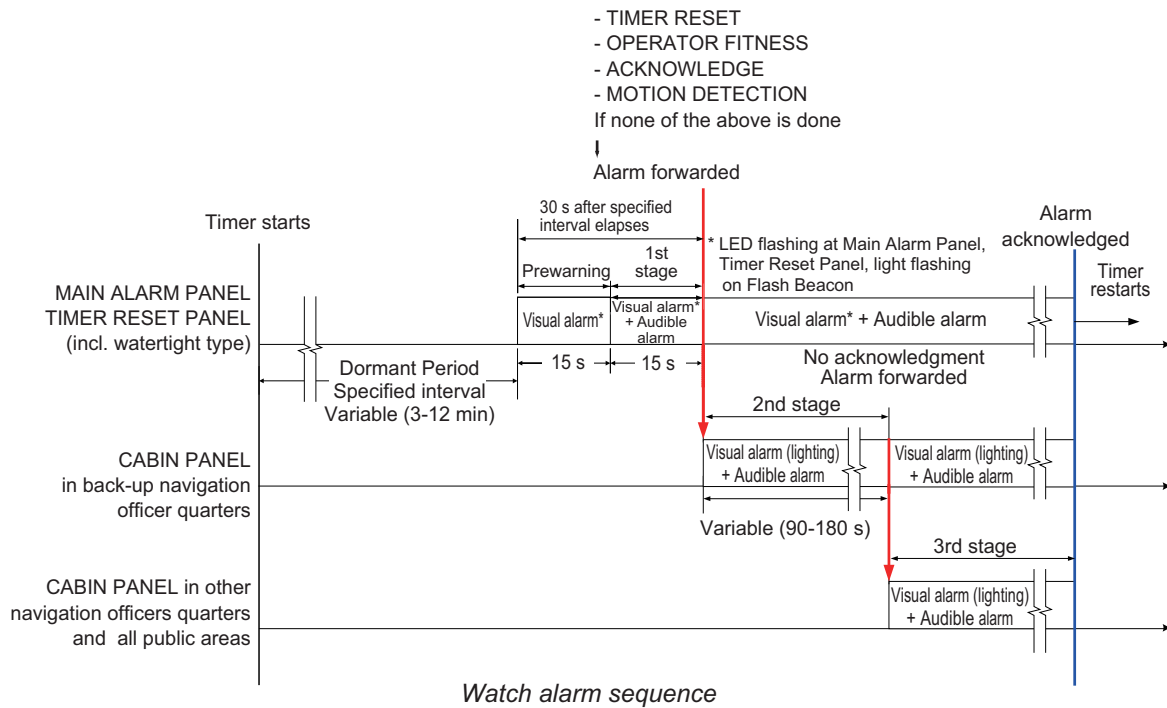 - TIMER RESET
- OPERATOR FITNESS
- ACKNOWLEDGE
- MOTION DETECTION
If none of the above is done
Alarm forwarded
Timer starts
30 s after specified
interval elapses
Alarm
acknowledged
* LED flashing at Main Alarm Panel,
Timer Reset Panel, light flashing
on Flash Beacon
Prewarning
1st
stage
Timer
restarts
MAIN ALARM PANEL
TIMER RESET PANEL
(incl. watertight type)
Visual alarm*
Visual alarm*
+ Audible
alarm
Visual alarm* + Audible alarm
15 s
15 s
Dormant Period
Specified interval
Variable (3-12 min)
No acknowledgment
Alarm forwarded
2nd stage
CABIN PANEL
in back-up navigation
officer quarters
Visual alarm (lighting)
+ Audible alarm
Visual alarm (lighting)
+ Audible alarm
Variable (90-180 s)
3rd stage
CABIN PANEL in other
navigation officers quarters
and all public areas
Visual alarm (lighting)
+ Audible alarm
Watch alarm sequence